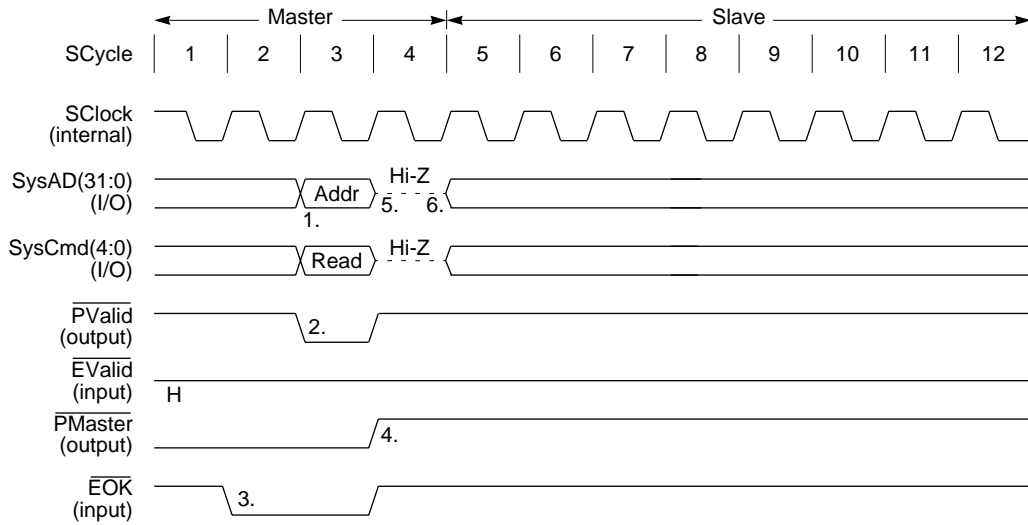 Master Slave
SCycle 1 2 3 4 5 6 7 8 9 10 11 12
SClock
(internal)
SysAD(31:0)
(I/O)
Addr Hi-Z
1. 5. 6.
SysCmd(4:0)
(I/O)
Read Hi-Z
PValid
(output)
2.
EValid
(input)
H
PMaster
(output)
4.
EOK
(input)
3.